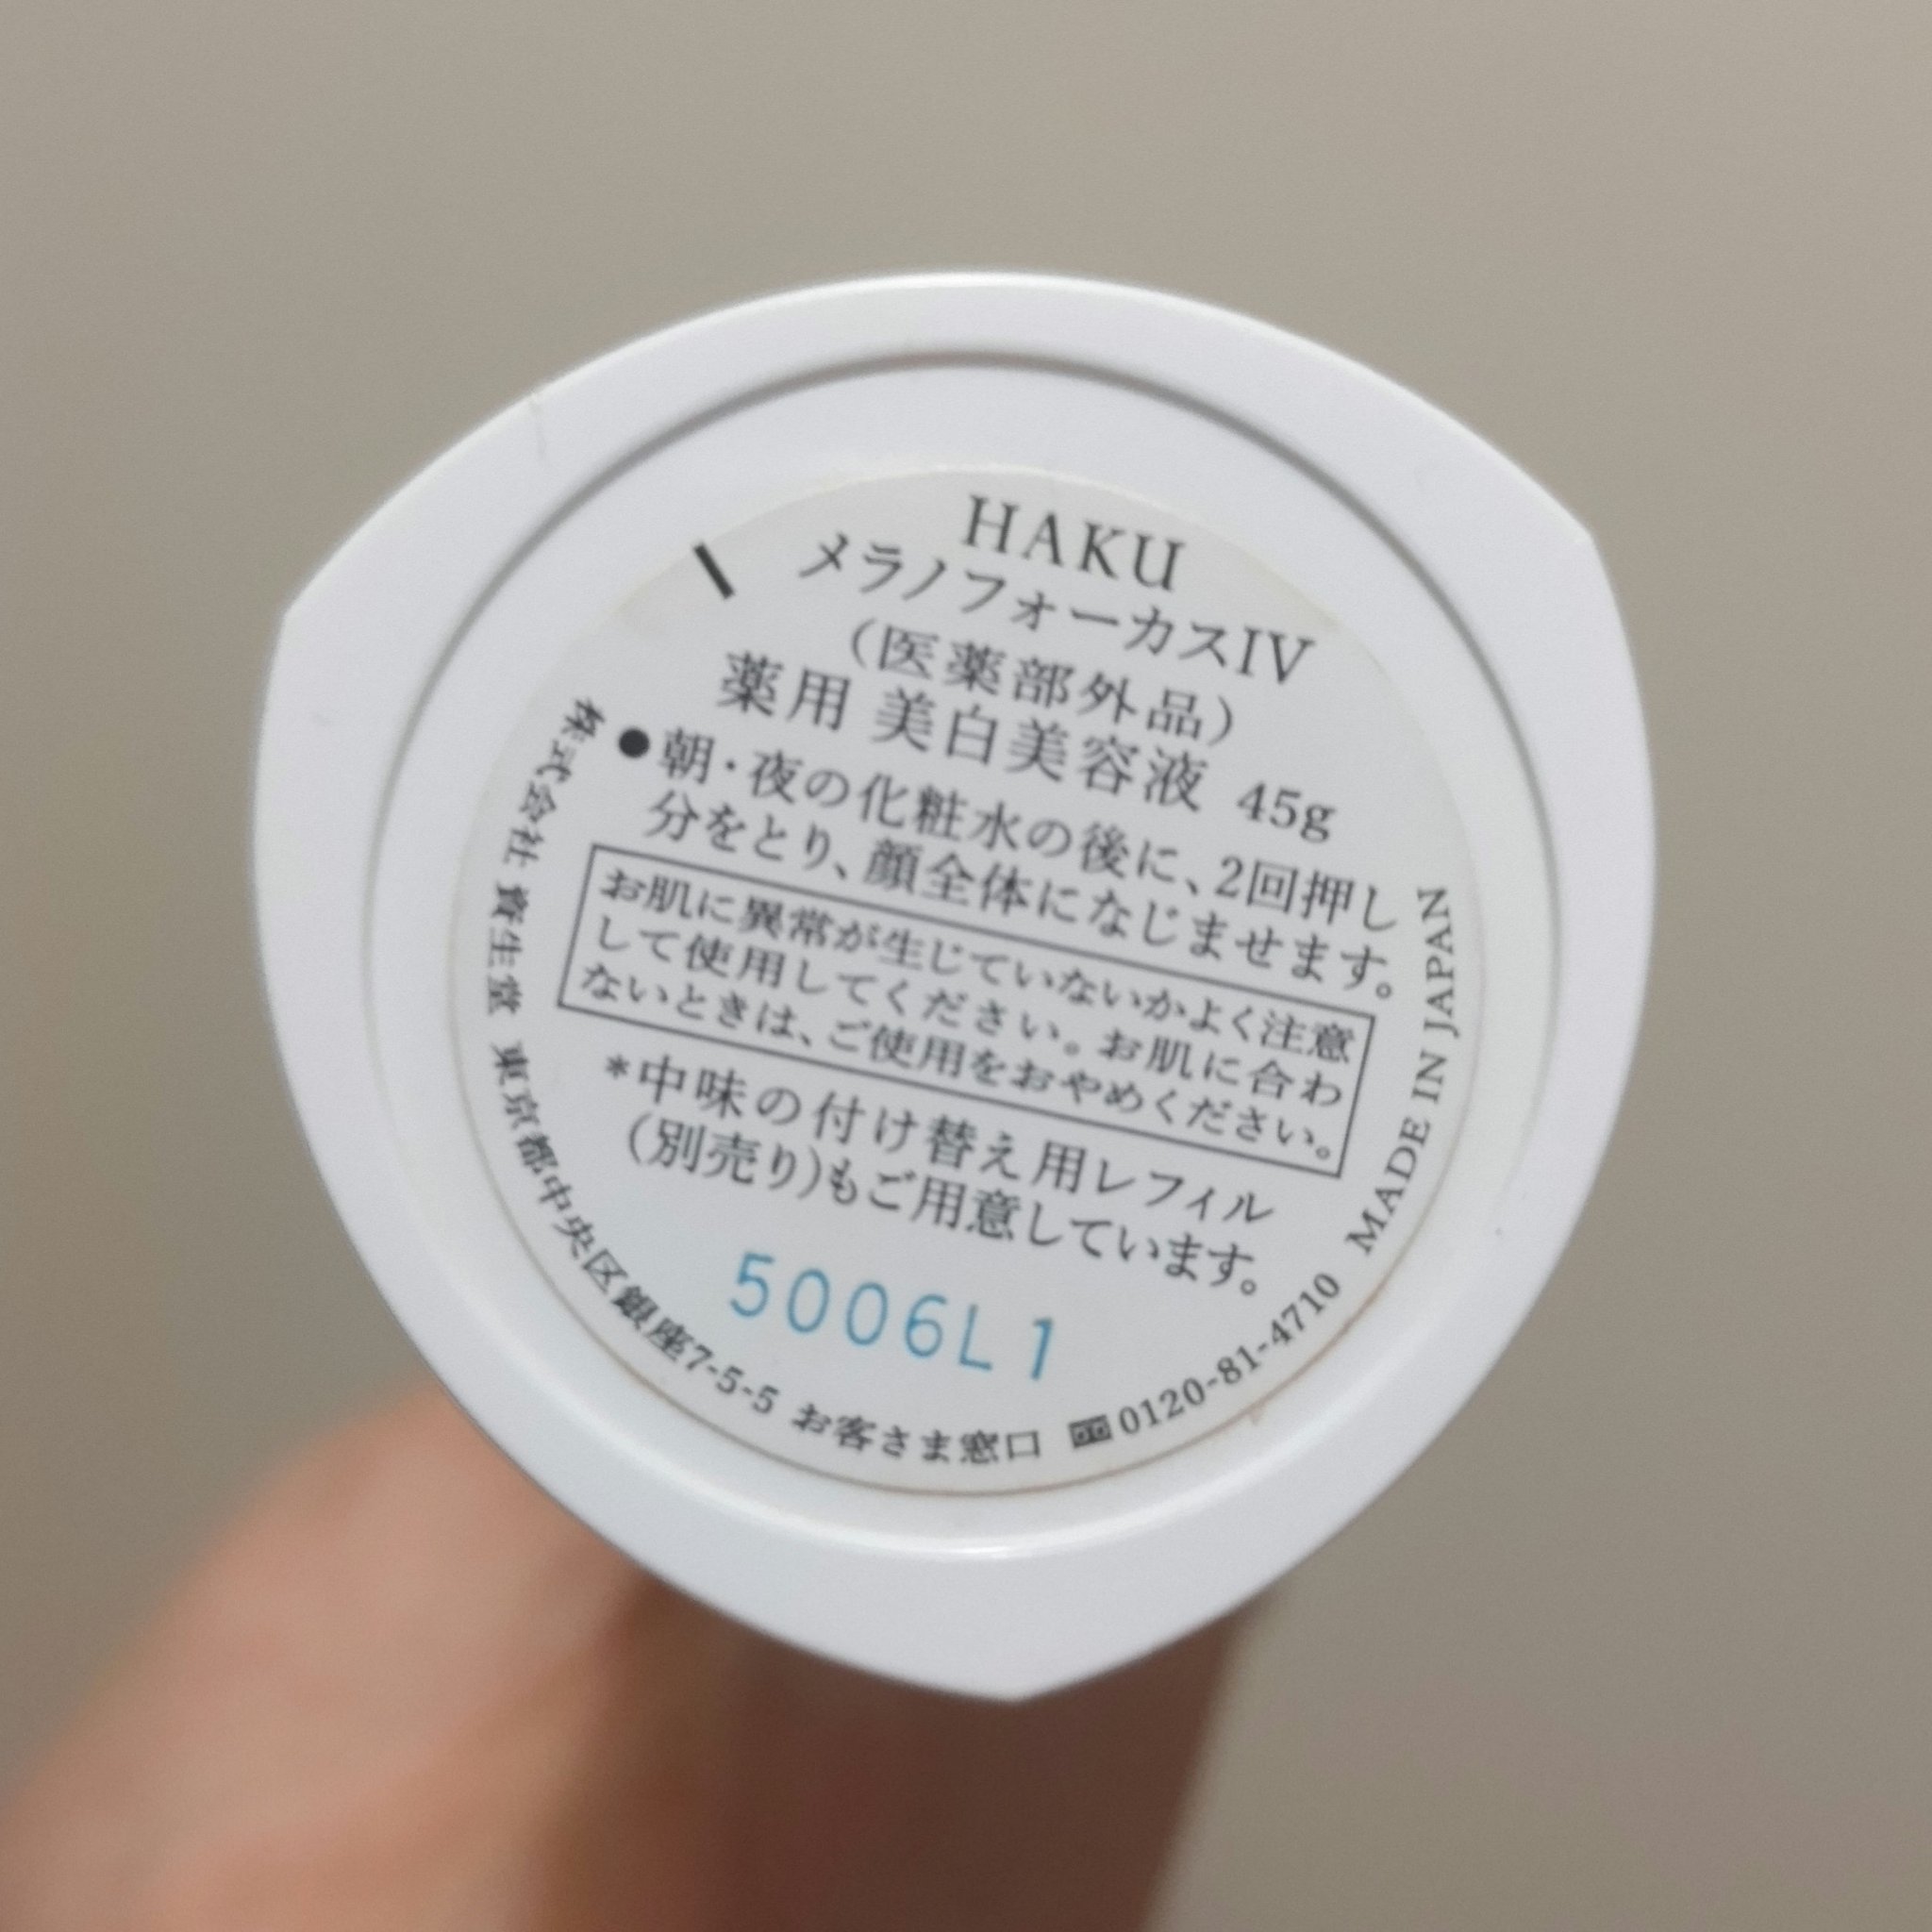 HAKU
メラノフォーカスIV
(医薬部外品)
薬用 美白美容液 45g
●朝・夜の化粧水の後に、2回押し
分をとり、顔全体になじませます。
お肌に異常が生じていないかよく注意
して使用してください。お肌に合わ
ないときは、ご使用をおやめください。
*中味の付け替え用レフィル
(別売り)もご用意しています。
5006L1
株式会社 資生堂 東京都中央区銀座7-5-5 お客さま窓口 0120-81-4710 MADE IN JAPAN